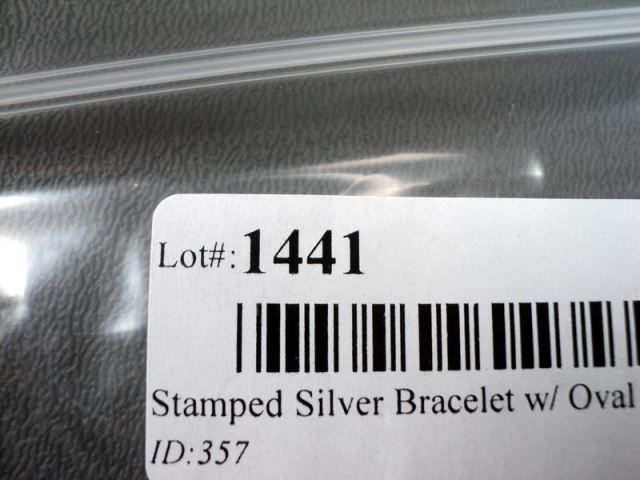 Lot#: 1441
Stamped Silver Bracelet w/ Oval
ID:357